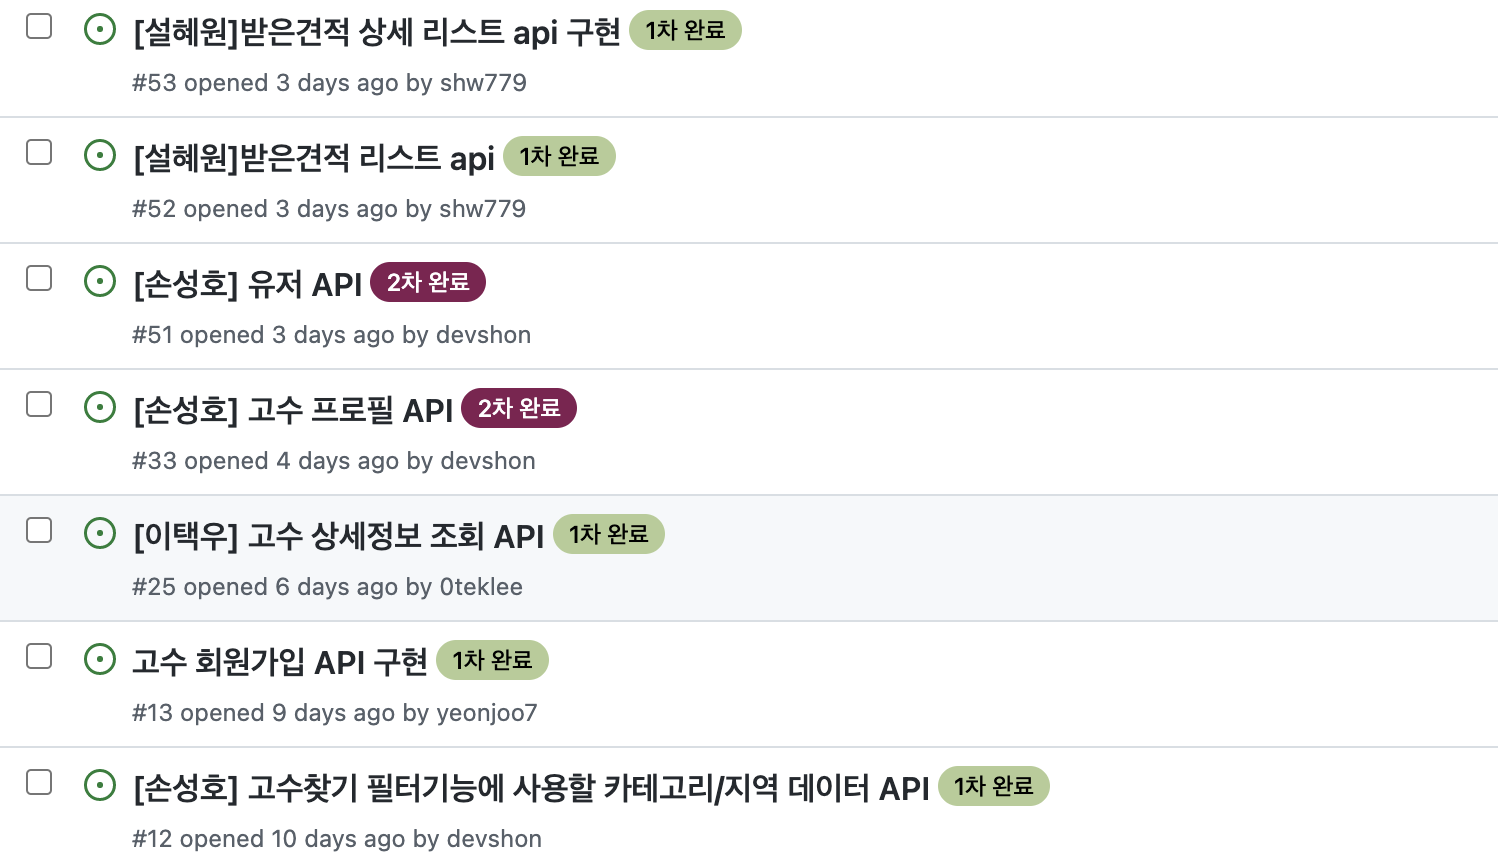 [설혜원]받은견적 상세 리스트 api 구현 1차 완료
#53 opened 3 days ago by shw779
[설혜원]받은견적 리스트 api 1차 완료
#52 opened 3 days ago by shw779
[손성호] 유저 API 2차 완료
#51 opened 3 days ago by devshon
[손성호] 고수 프로필 API 2차 완료
#33 opened 4 days ago by devshon
[이택우] 고수 상세정보 조회 API 1차 완료
#25 opened 6 days ago by 0teklee
고수 회원가입 API 구현 1차 완료
#13 opened 9 days ago by yeonjoo7
[손성호] 고수찾기 필터기능에 사용할 카테고리/지역 데이터 API 1차 완료
#12 opened 10 days ago by devshon